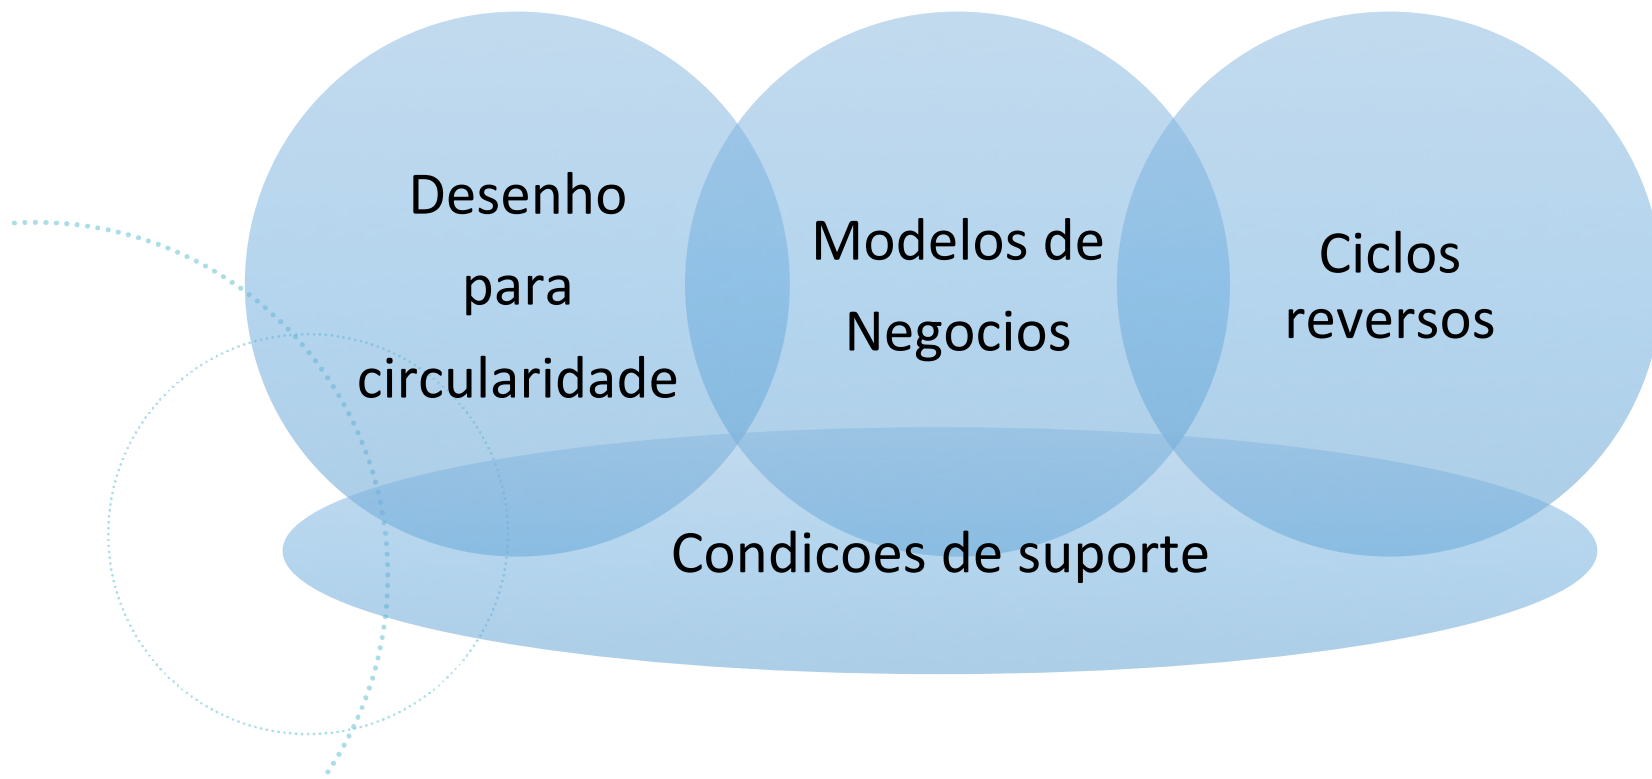 Desenho
para
circularidade
Modelos de
Negocios
Ciclos
reversos
Condicoes de suporte